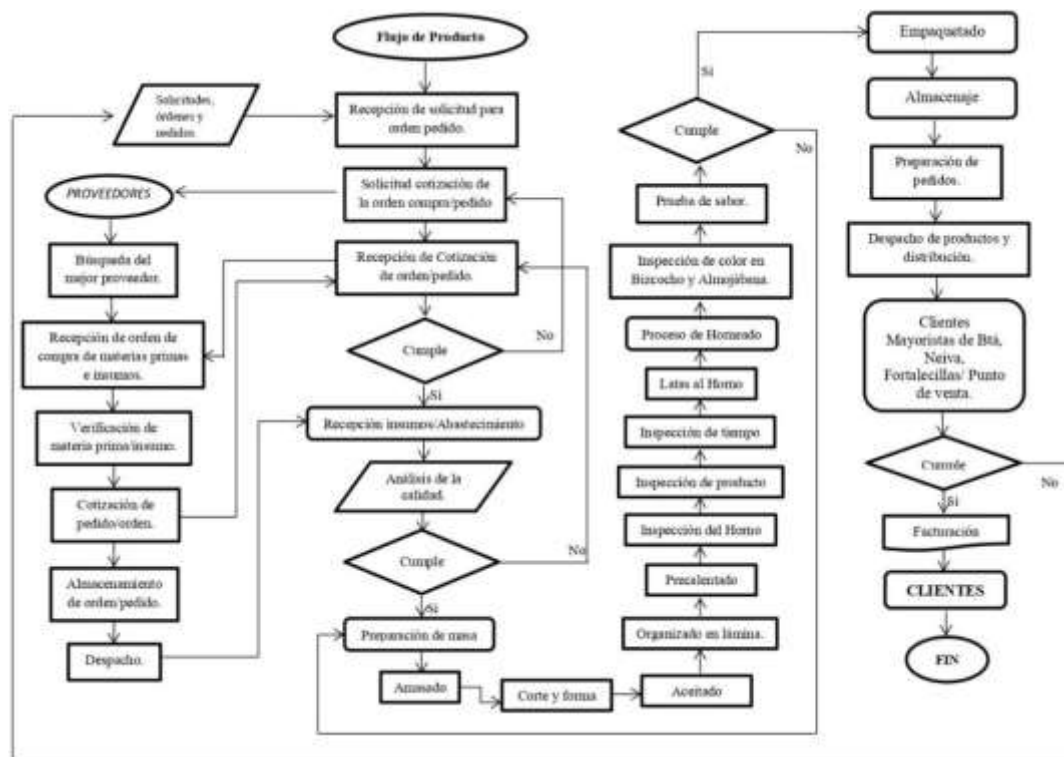 Flujo de Producto
Solicitudes,
órdenes y
pedidos.
Recepción de solicitud para
orden pedido.
PROVEEDORES
Solicitud cotización de
la orden compra/pedido
Búsqueda del
mejor proveedor.
Recepción de Cotización
de orden/pedido.
Recepción de orden de
compra de materias primas
e insumos.
Cumple
No
Si
Verificación de
materia prima/insumo.
Recepción insumos/Abastecimiento
Cotización de
pedido/orden.
Análisis de la
calidad.
Almacenamiento
de orden/pedido.
Cumple
No
Si
Despacho.
Preparación de masa
Amasado
Corte y forma
Aceitado
Organizado en lámina.
Precalentado
Inspección del Horno
Inspección de producto
Inspección de tiempo
Latas al Horno
Proceso de Horneado
Inspección de color en
Bizcocho y Almojábana.
Prueba de sabor.
Cumple
No
Si
Empaquetado
Almacenaje
Preparación de
pedidos.
Despacho de productos y
distribución.
Clientes
Mayoristas de Btá,
Neiva,
Fortalecillas/ Punto
de venta.
Cumple
No
Si
Facturación
CLIENTES
FIN